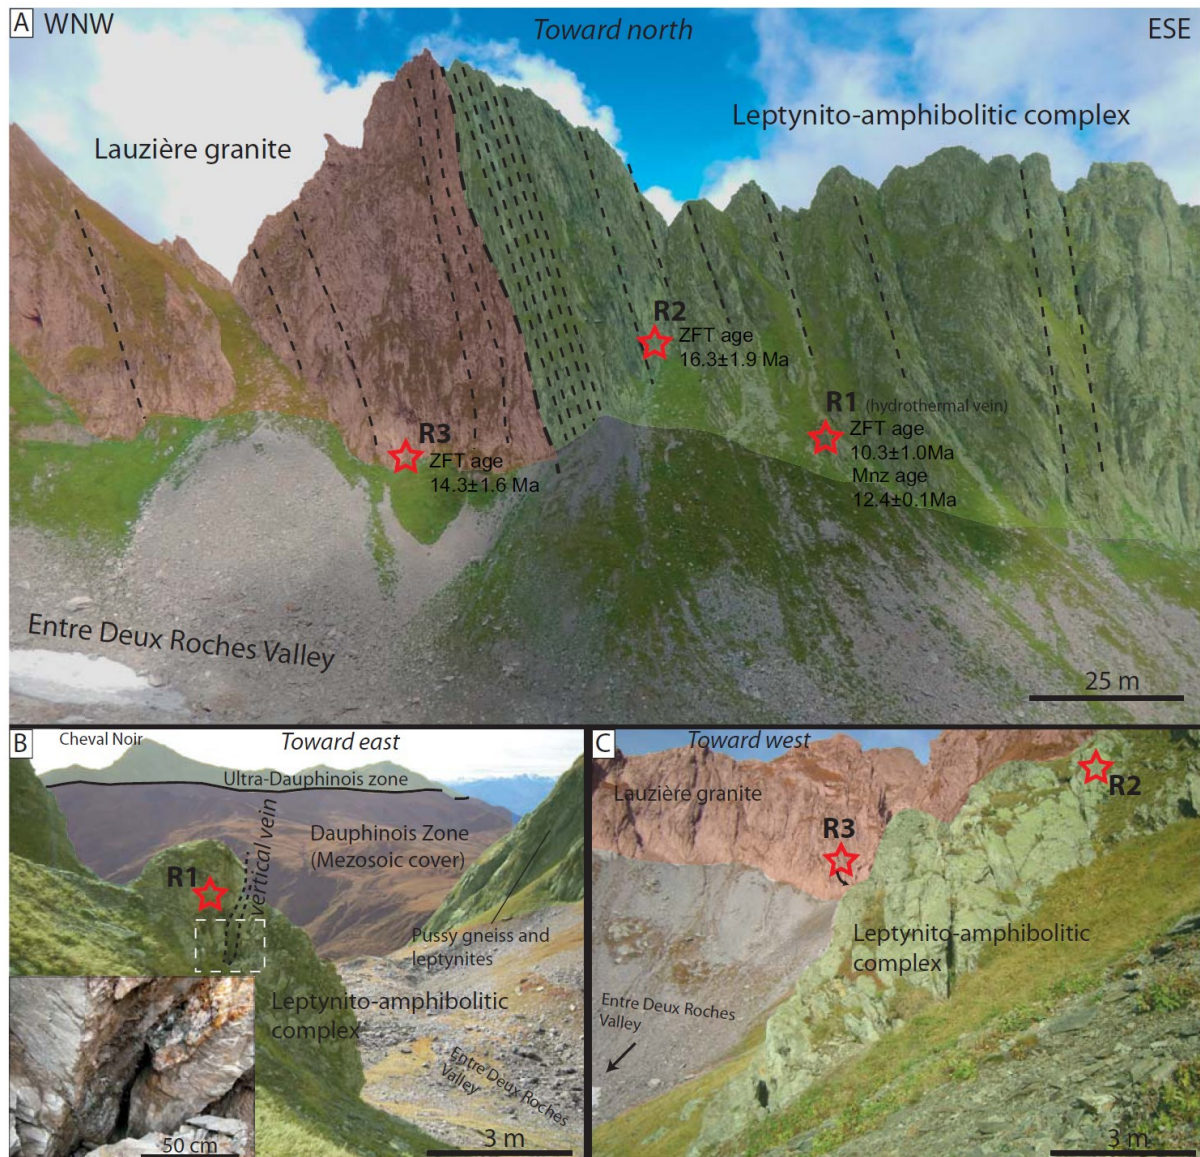 A
WNW
Toward north
ESE
Lauzière granite
Leptynito-amphibolitic complex
R2
ZFT age
16.3±1.9 Ma
R1 (hydrothermal vein)
ZFT age
10.3±1.0Ma
Mnz age
12.4±0.1Ma
R3
ZFT age
14.3±1.6 Ma
Entre Deux Roches Valley
25 m
B
Cheval Noir
Toward east
Ultra-Dauphinois zone
vertical vein
Dauphinois Zone
(Mezosoic cover)
R1
Pussy gneiss and
leptynites
Leptynito-amphibolitic
complex
Entre Deux Roches
Valley
50 cm
3 m
C
Toward west
Lauzière granite
R2
R3
Leptynito-amphibolitic
complex
Entre Deux Roches
Valley
3 m